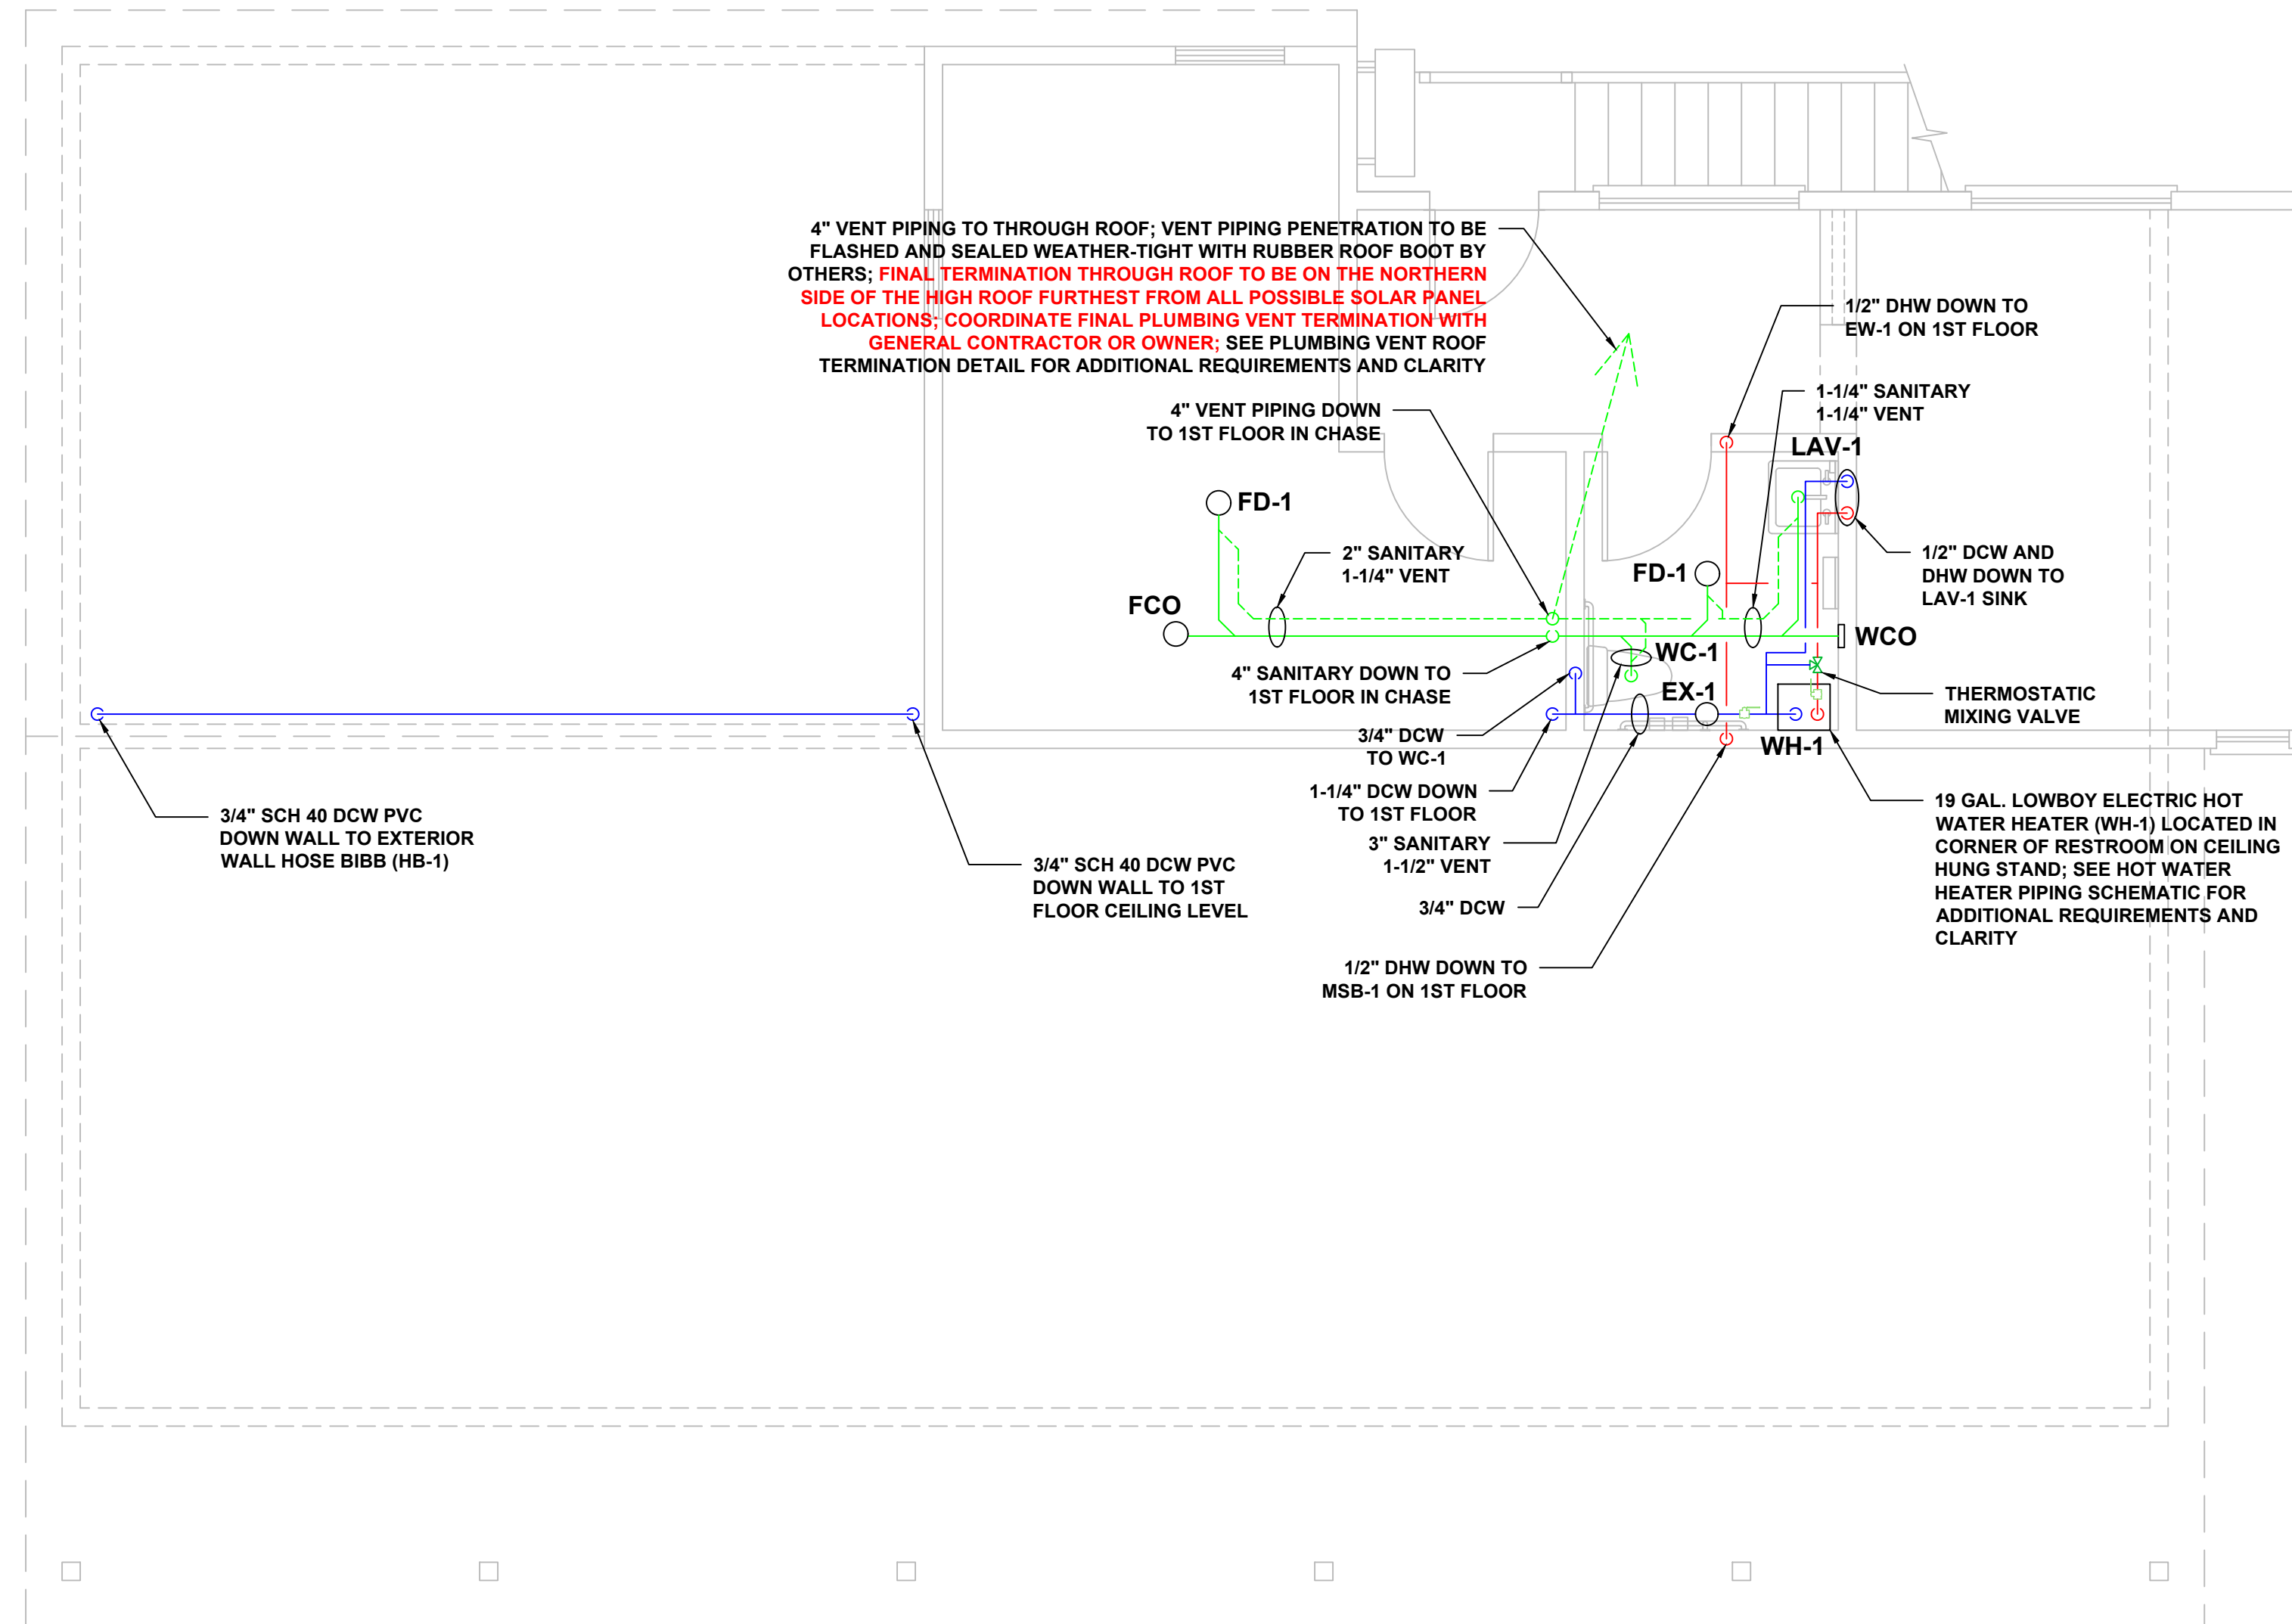 4" VENT PIPING TO THROUGH ROOF; VENT PIPING PENETRATION TO BE
FLASHED AND SEALED WEATHER-TIGHT WITH RUBBER ROOF BOOT BY
OTHERS; FINAL TERMINATION THROUGH ROOF TO BE ON THE NORTHERN
SIDE OF THE HIGH ROOF FURTHEST FROM ALL POSSIBLE SOLAR PANEL
LOCATIONS; COORDINATE FINAL PLUMBING VENT TERMINATION WITH
GENERAL CONTRACTOR OR OWNER; SEE PLUMBING VENT ROOF
TERMINATION DETAIL FOR ADDITIONAL REQUIREMENTS AND CLARITY
1/2" DHW DOWN TO
EW-1 ON 1ST FLOOR
4" VENT PIPING DOWN
TO 1ST FLOOR IN CHASE
1-1/4" SANITARY
1-1/4" VENT
LAV-1
FD-1
2" SANITARY
1-1/4" VENT
FD-1
1/2" DCW AND
DHW DOWN TO
LAV-1 SINK
FCO
WCO
WC-1
4" SANITARY DOWN TO
1ST FLOOR IN CHASE
EX-1
THERMOSTATIC
MIXING VALVE
3/4" DCW
TO WC-1
WH-1
1-1/4" DCW DOWN
TO 1ST FLOOR
3/4" SCH 40 DCW PVC
DOWN WALL TO EXTERIOR
WALL HOSE BIBB (HB-1)
3/4" SCH 40 DCW PVC
DOWN WALL TO 1ST
FLOOR CEILING LEVEL
3" SANITARY
1-1/2" VENT
3/4" DCW
19 GAL. LOWBOY ELECTRIC HOT
WATER HEATER (WH-1) LOCATED IN
CORNER OF RESTROOM ON CEILING
HUNG STAND; SEE HOT WATER
HEATER PIPING SCHEMATIC FOR
ADDITIONAL REQUIREMENTS AND
CLARITY
1/2" DHW DOWN TO
MSB-1 ON 1ST FLOOR